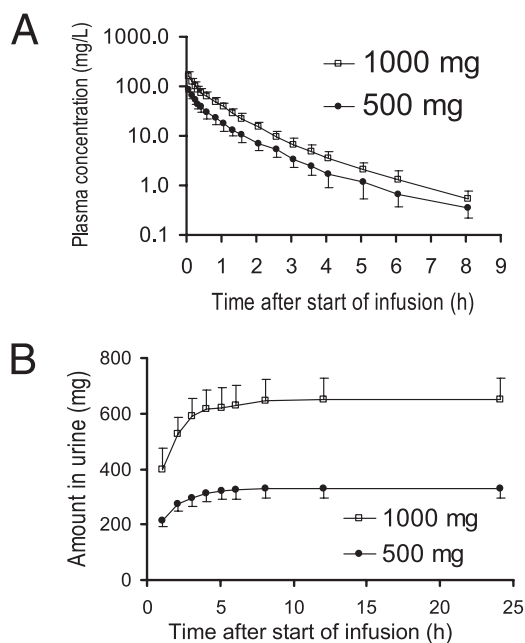 A
Plasma concentration (mg/L)
1000.0
100.0
10.0
1.0
0.1
1000 mg
500 mg
0 1 2 3 4 5 6 7 8 9
Time after start of infusion (h)
B
Amount in urine (mg)
800
600
400
200
0
1000 mg
500 mg
0 5 10 15 20 25
Time after start of infusion (h)